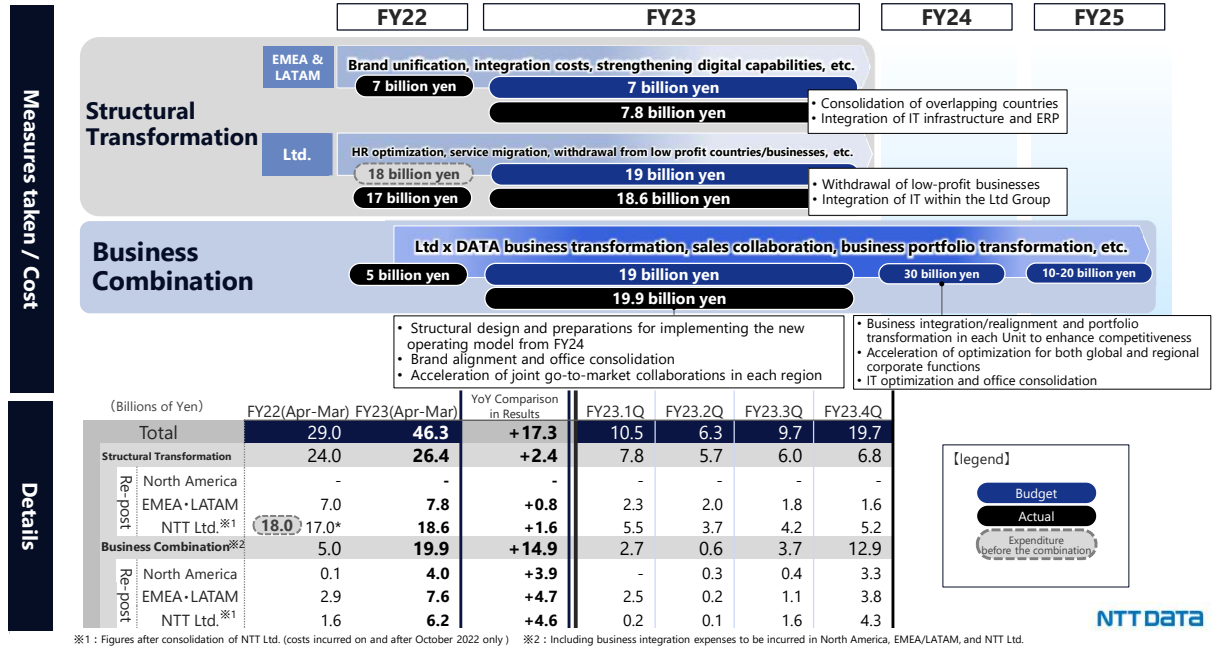 Measures taken / Cost
FY22
FY23
FY24
FY25
Structural
Transformation
EMEA &
LATAM
Brand unification, integration costs, strengthening digital capabilities, etc.
7 billion yen
7 billion yen
7.8 billion yen
• Consolidation of overlapping countries
• Integration of IT infrastructure and ERP
Ltd.
HR optimization, service migration, withdrawal from low profit countries/businesses, etc.
18 billion yen
19 billion yen
17 billion yen
18.6 billion yen
• Withdrawal of low-profit businesses
• Integration of IT within the Ltd Group
Business
Combination
Ltd x DATA business transformation, sales collaboration, business portfolio transformation, etc.
5 billion yen
19 billion yen
30 billion yen
10-20 billion yen
19.9 billion yen
• Structural design and preparations for implementing the new
operating model from FY24
• Brand alignment and office consolidation
• Acceleration of joint go-to-market collaborations in each region
• Business integration/realignment and portfolio
transformation in each Unit to enhance competitiveness
• Acceleration of optimization for both global and regional
corporate functions
• IT optimization and office consolidation
Details
(Billions of Yen) FY22(Apr-Mar) FY23(Apr-Mar) YoY Comparison in Results FY23.1Q FY23.2Q FY23.3Q FY23.4Q
Total 29.0 46.3 +17.3 10.5 6.3 9.7 19.7
Structural Transformation 24.0 26.4 +2.4 7.8 5.7 6.0 6.8
Re-post
North America - - - - - - -
EMEA・LATAM 7.0 7.8 +0.8 2.3 2.0 1.8 1.6
NTT Ltd.※1 18.0 17.0* 18.6 +1.6 5.5 3.7 4.2 5.2
Business Combination※2 5.0 19.9 +14.9 2.7 0.6 3.7 12.9
Re-post
North America 0.1 4.0 +3.9 - 0.3 0.4 3.3
EMEA・LATAM 2.9 7.6 +4.7 2.5 0.2 1.1 3.8
NTT Ltd.※1 1.6 6.2 +4.6 0.2 0.1 1.6 4.3
【legend】
Budget
Actual
Expenditure
before the combination
NTT DATA
※1：Figures after consolidation of NTT Ltd. (costs incurred on and after October 2022 only ) ※2：Including business integration expenses to be incurred in North America, EMEA/LATAM, and NTT Ltd.